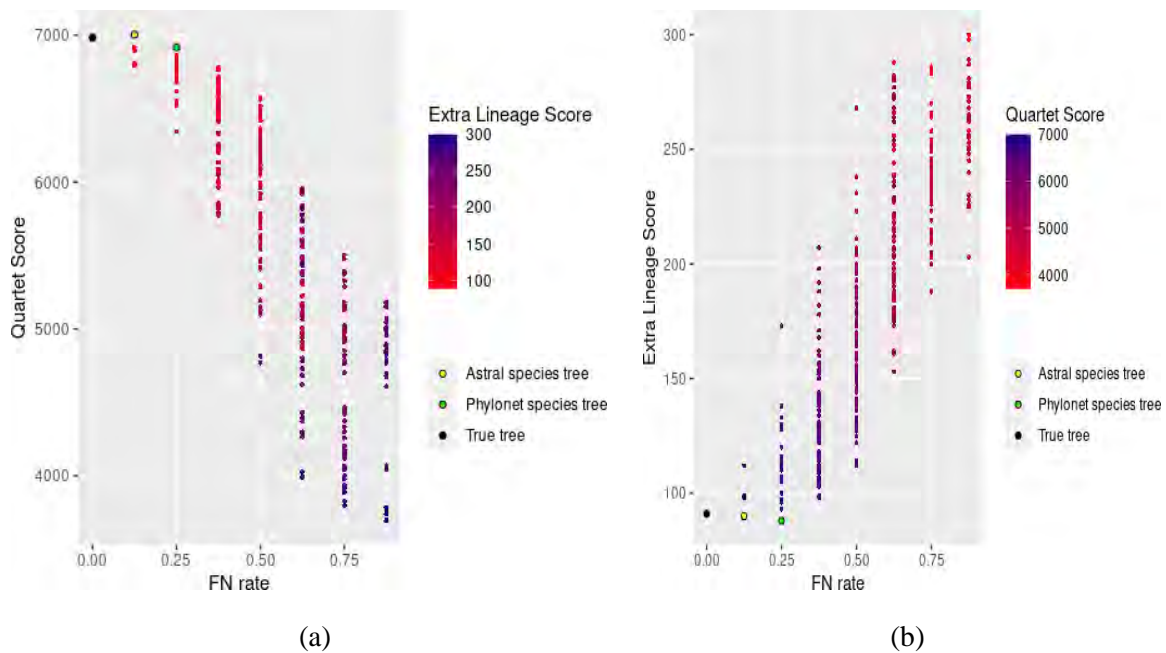 7000
6000
5000
4000
Quartet Score
0.00
0.25
0.50
0.75
FN rate
Extra Lineage Score
300
250
200
150
100
Astral species tree
Phylonet species tree
True tree
(a)
300
250
200
150
100
Extra Lineage Score
0.00
0.25
0.50
0.75
FN rate
Quartet Score
7000
6000
5000
4000
Astral species tree
Phylonet species tree
True tree
(b)